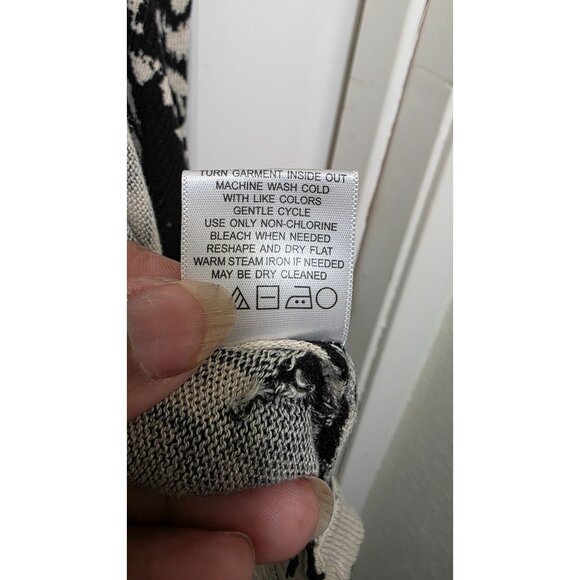 TURN GARMENT INSIDE OUT
MACHINE WASH COLD
WITH LIKE COLORS
GENTLE CYCLE
USE ONLY NON-CHLORINE
BLEACH WHEN NEEDED
RESHAPE AND DRY FLAT
WARM STEAM IRON IF NEEDED
MAY BE DRY CLEANED